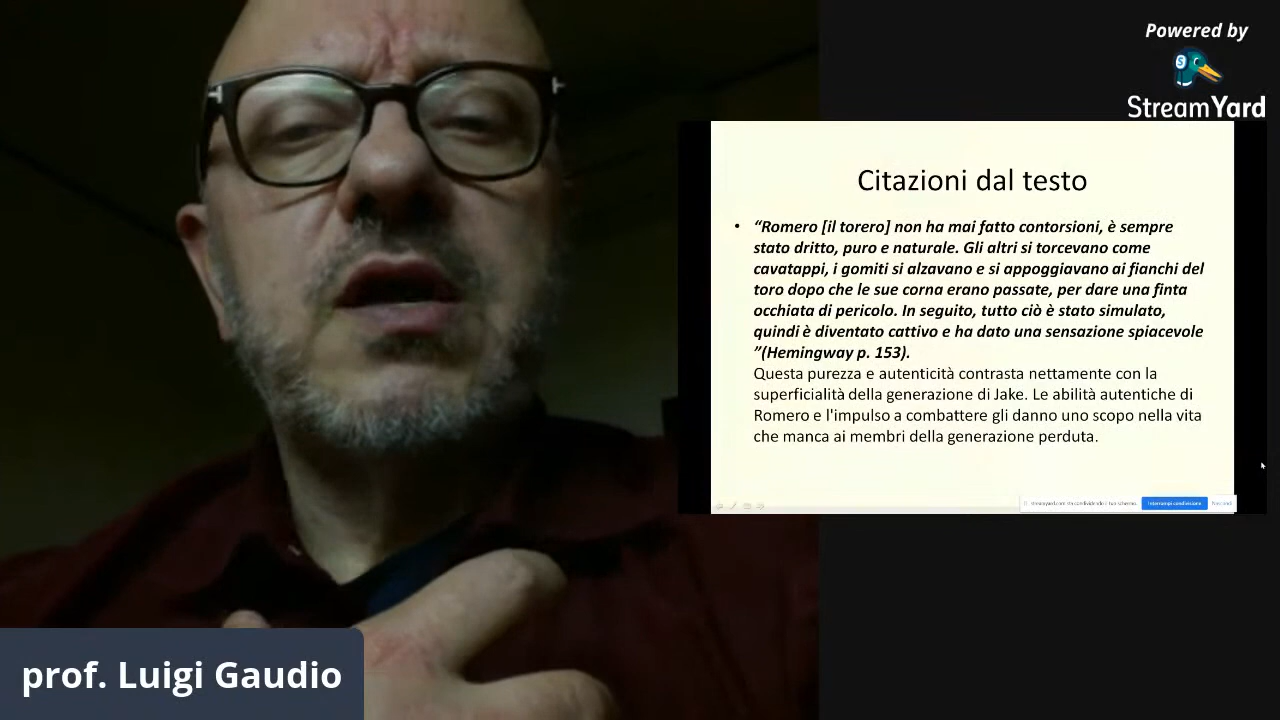 Powered by
StreamYard
Citazioni dal testo
• “Romero [il torero] non ha mai fatto contorsioni, è sempre
stato dritto, puro e naturale. Gli altri si torcevano come
cavatappi, i gomiti si alzavano e si appoggiavano ai fianchi del
toro dopo che le sue corna erano passate, per dare una finta
occhiata di pericolo. In seguito, tutto ciò è stato simulato,
quindi è diventato cattivo e ha dato una sensazione spiacevole
”(Hemingway p. 153).
Questa purezza e autenticità contrasta nettamente con la
superficialità della generazione di Jake. Le abilità autentiche di
Romero e l'impulso a combattere gli danno uno scopo nella vita
che manca ai membri della generazione perduta.
Interrompi condivisione
prof. Luigi Gaudio